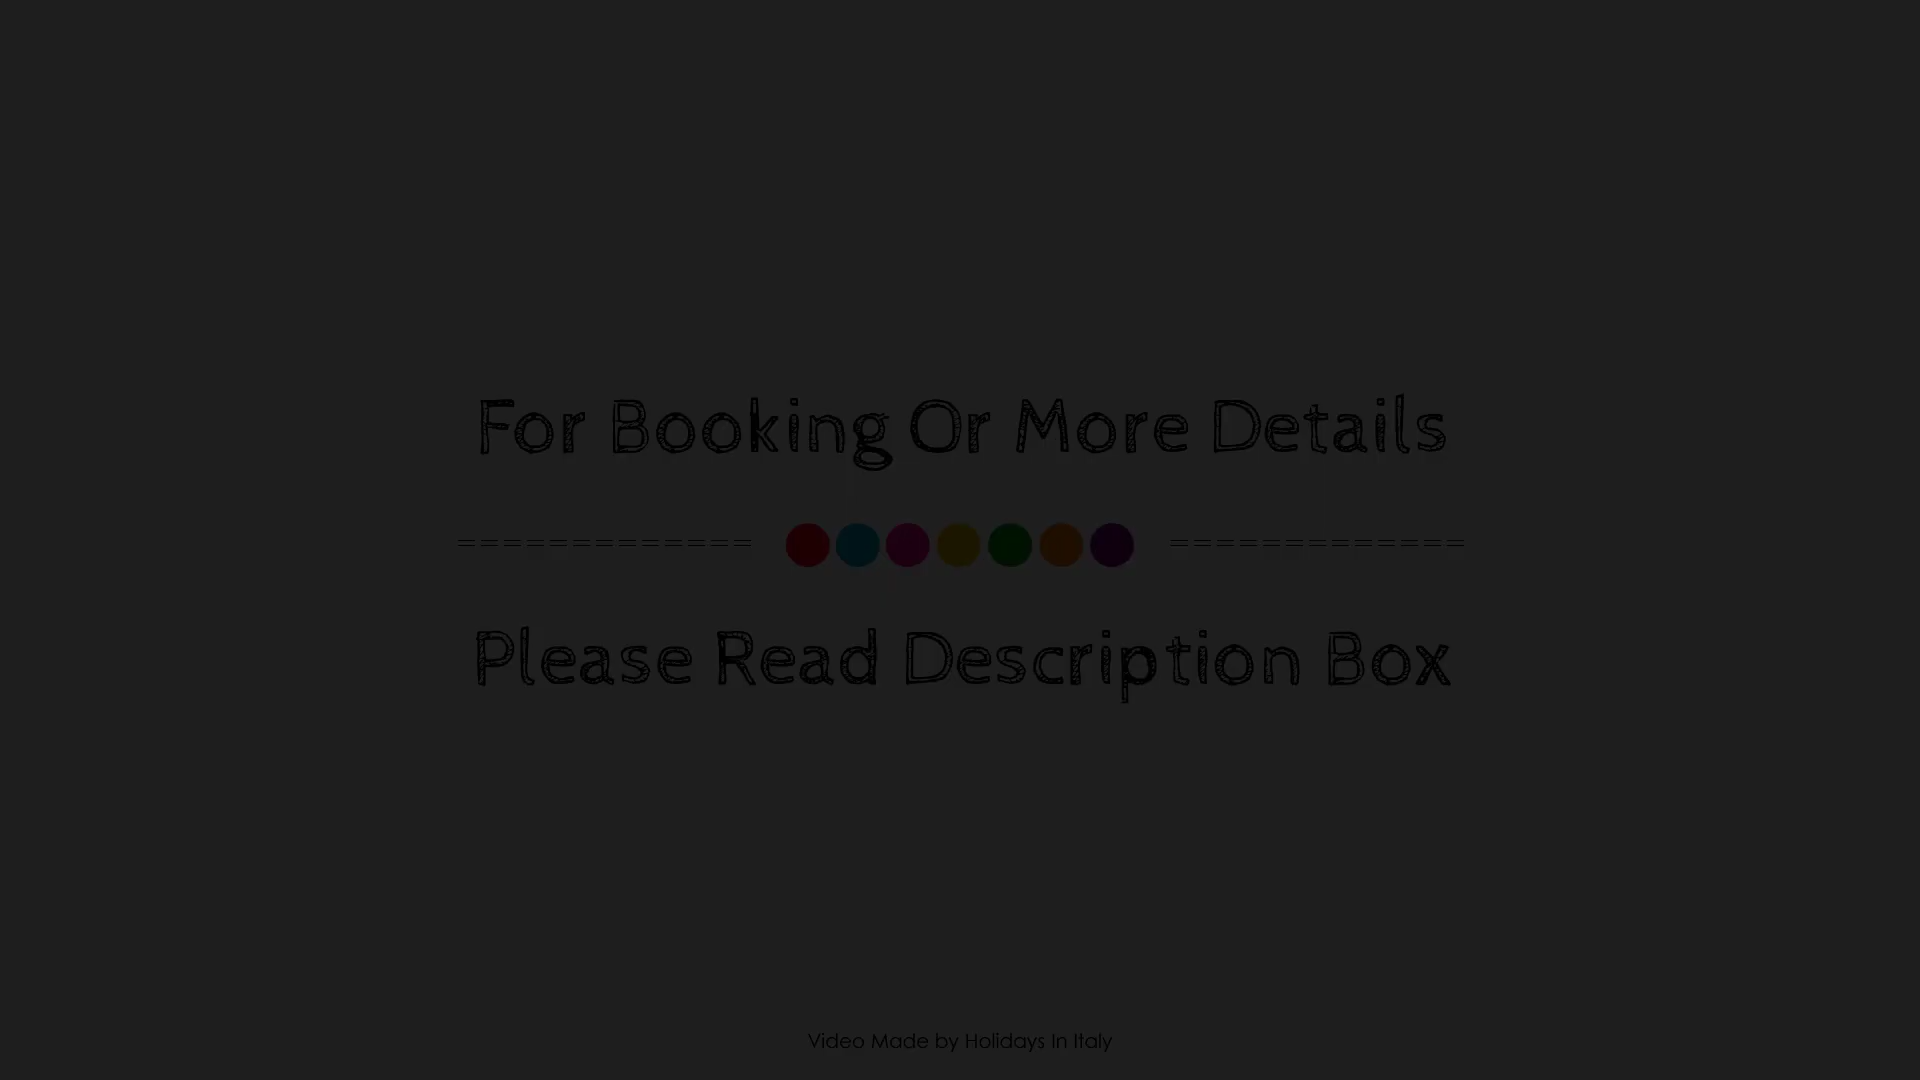 For Booking Or More Details
============= =============
Please Read Description Box
Video Made by Holidays In Italy